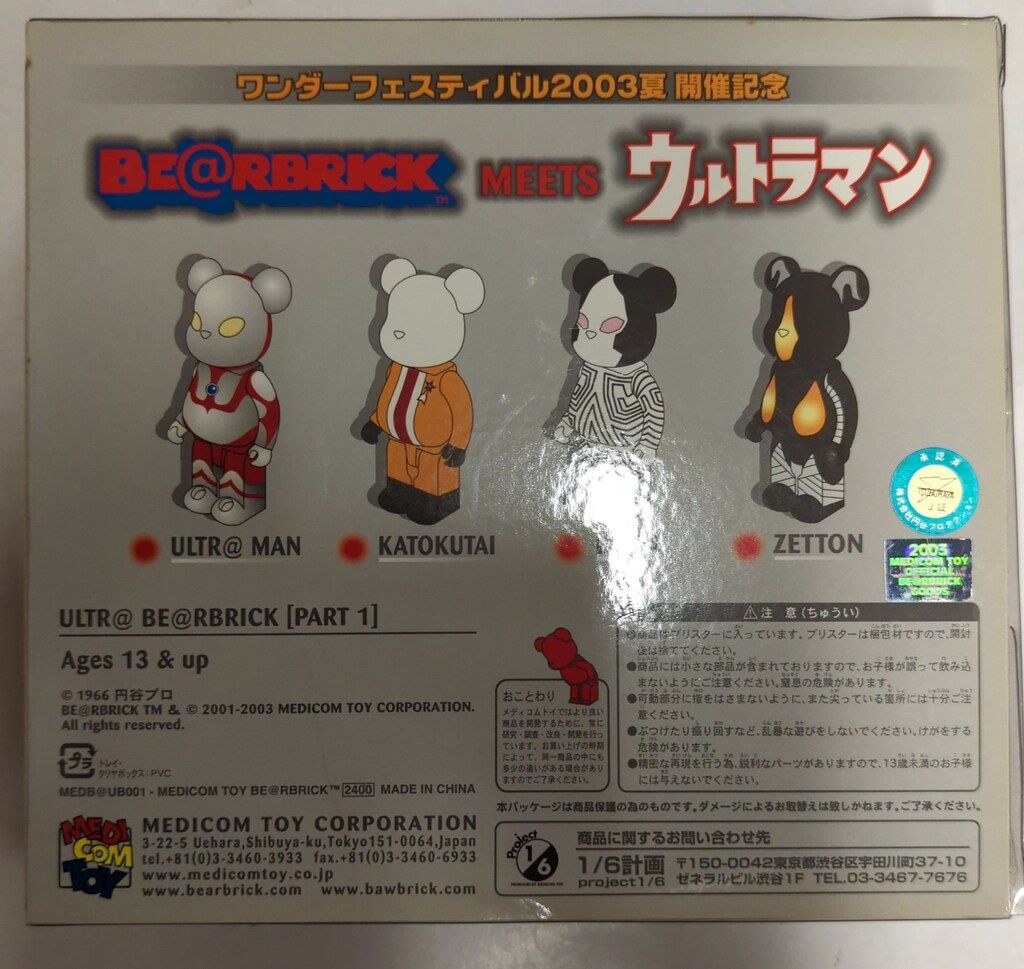 ワンダーフェスティバル2003夏 開催記念
BE@RBRICK TM MEETS ウルトラマン
ULTR@ MAN
KATOKUTAI
ZETTON
承認済
株式会社円谷プロダクション
2003
MEDICOM TOY
OFFICIAL
BE@RBRICK
GOODS
ULTR@ BE@RBRICK [PART 1]
Ages 13 & up
© 1966 円谷プロ
BE@RBRICK TM & © 2001-2003 MEDICOM TOY CORPORATION.
All rights reserved.
プラ
トレイ・
クリヤボックス:PVC
MEDB@UB001 - MEDICOM TOY BE@RBRICK™ 2400 MADE IN CHINA
MEDI
COM
TOY
MEDICOM TOY CORPORATION
3-22-5 Uehara,Shibuya-ku,Tokyo151-0064,Japan
tel.+81(0)3-3460-3933 fax.+81(0)3-3460-6933
www.medicomtoy.co.jp
www.bearbrick.com www.bawbrick.com
おことわり
メディコムトイではより良い
商品を開発するために、常に
研究・調査・改良・開発を行っ
ています。お買い上げの時期
によって、同一商品の中にも
多少の違いがある場合があり
ますのでご了承ください。
⚠注 意(ちゅうい)
●商品はブリスターに入っています。ブリスターは梱包材ですので、開封
後は捨ててください。
●商品には小さな部品が含まれておりますので、お子様が誤って飲み込
まないようにご注意ください。窒息の危険があります。
●可動部分に指をはさまないように、また尖っている箇所には十分ご注
意ください。
●ぶつけたり振り回すなど、乱暴な遊びをしないでください。けがをする
危険があります。
●精密な再現を行う為、鋭利なパーツがありますので、13歳未満のお子様
には与えないでください。
本パッケージは商品保護の為のものです。ダメージによるお取替えは致しかねます。ご了承ください。
Project
1/6
PRODUCED BY MEDICOM TOY
商品に関するお問い合わせ先
1/6計画
project1/6
〒150-0042東京都渋谷区宇田川町37-10
ゼネラルビル渋谷1F TEL.03-3467-7676